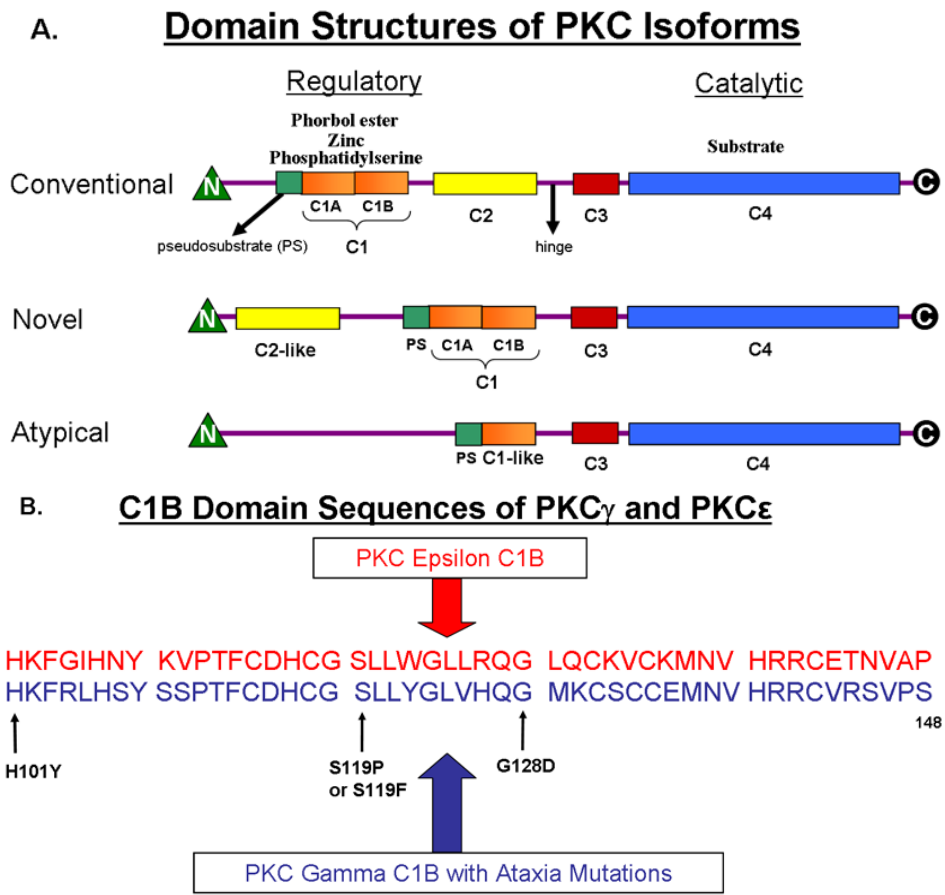 A. Domain Structures of PKC Isoforms
Regulatory Catalytic
Phorbol ester
Zinc
Phosphatidylserine Substrate
Conventional N C
C1A C1B C2 C3 C4
pseudosubstrate (PS) C1 hinge
Novel N C
C2-like PS C1A C1B C3 C4
C1
Atypical N C
PS C1-like C3 C4
B. C1B Domain Sequences of PKCγ and PKCε
PKC Epsilon C1B
HKFGIHNY KVPTFCDHCG SLLWGLLRQG LQCKVCKMNV HRRCETNVAP
HKFRLHSY SSPTFCDHCG SLLYGLVHQG MKCSCCEMNV HRRCVRSVPS
148
H101Y S119P G128D
or S119F
PKC Gamma C1B with Ataxia Mutations